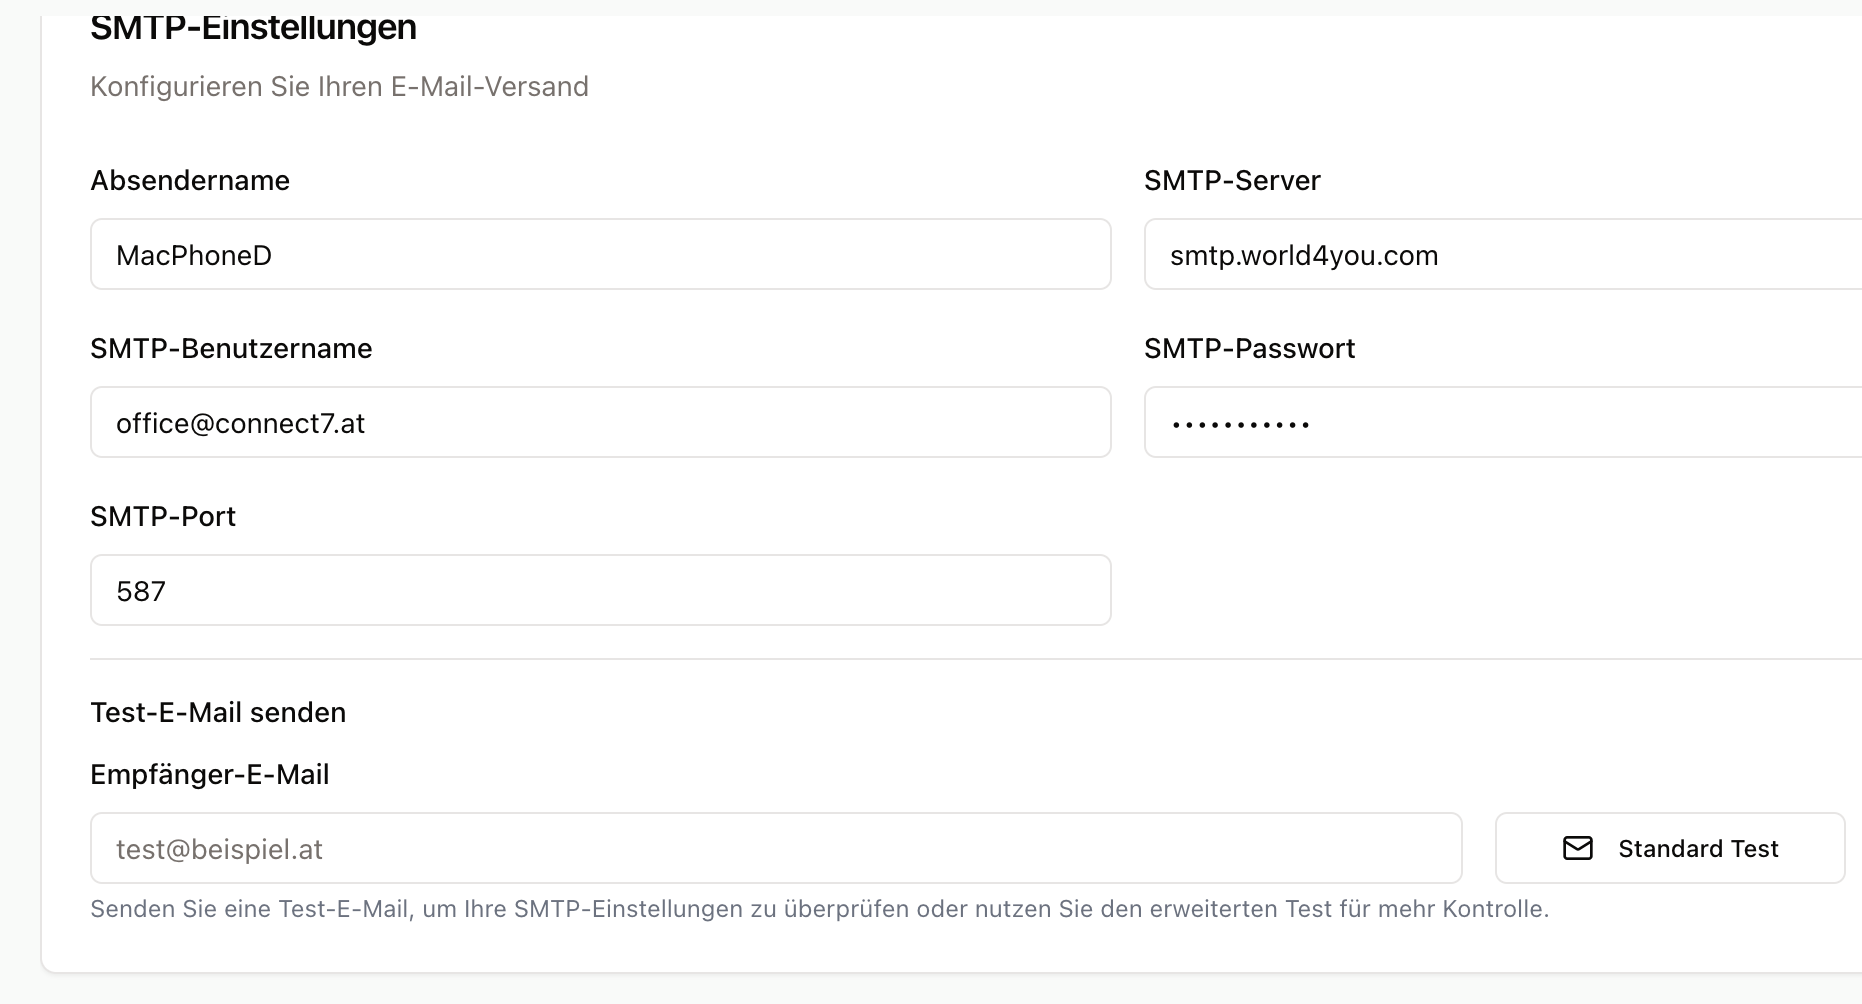 SMTP-Einstellungen
Konfigurieren Sie Ihren E-Mail-Versand
Absendername
MacPhoneD
SMTP-Server
smtp.world4you.com
SMTP-Benutzername
office@connect7.at
SMTP-Passwort
•••••••••••
SMTP-Port
587
Test-E-Mail senden
Empfänger-E-Mail
test@beispiel.at
Standard Test
Senden Sie eine Test-E-Mail, um Ihre SMTP-Einstellungen zu überprüfen oder nutzen Sie den erweiterten Test für mehr Kontrolle.